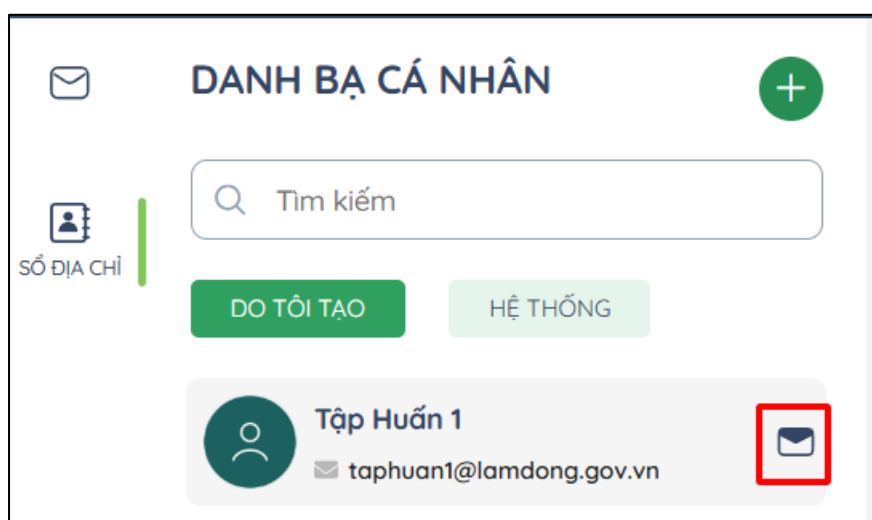 DANH BẠ CÁ NHÂN
Tìm kiếm
SỔ ĐỊA CHỈ
DO TÔI TẠO
HỆ THỐNG
Tập Huấn 1
taphuan1@lamdong.gov.vn